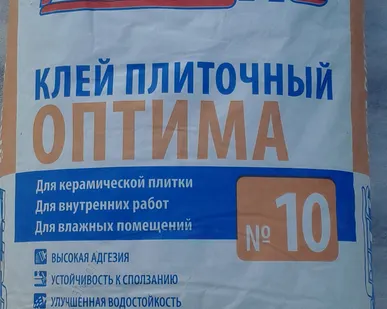 КЛЕЙ ПЛИТОЧНЫЙ
ОПТИМА
Для керамической плитки
Для внутренних работ
Для влажных помещений
№ 10
ВЫСОКАЯ АДГЕЗИЯ
УСТОЙЧИВОСТЬ К СПОЛЗАНИЮ
УЛУЧШЕННАЯ ВОДОСТОЙКОСТЬ